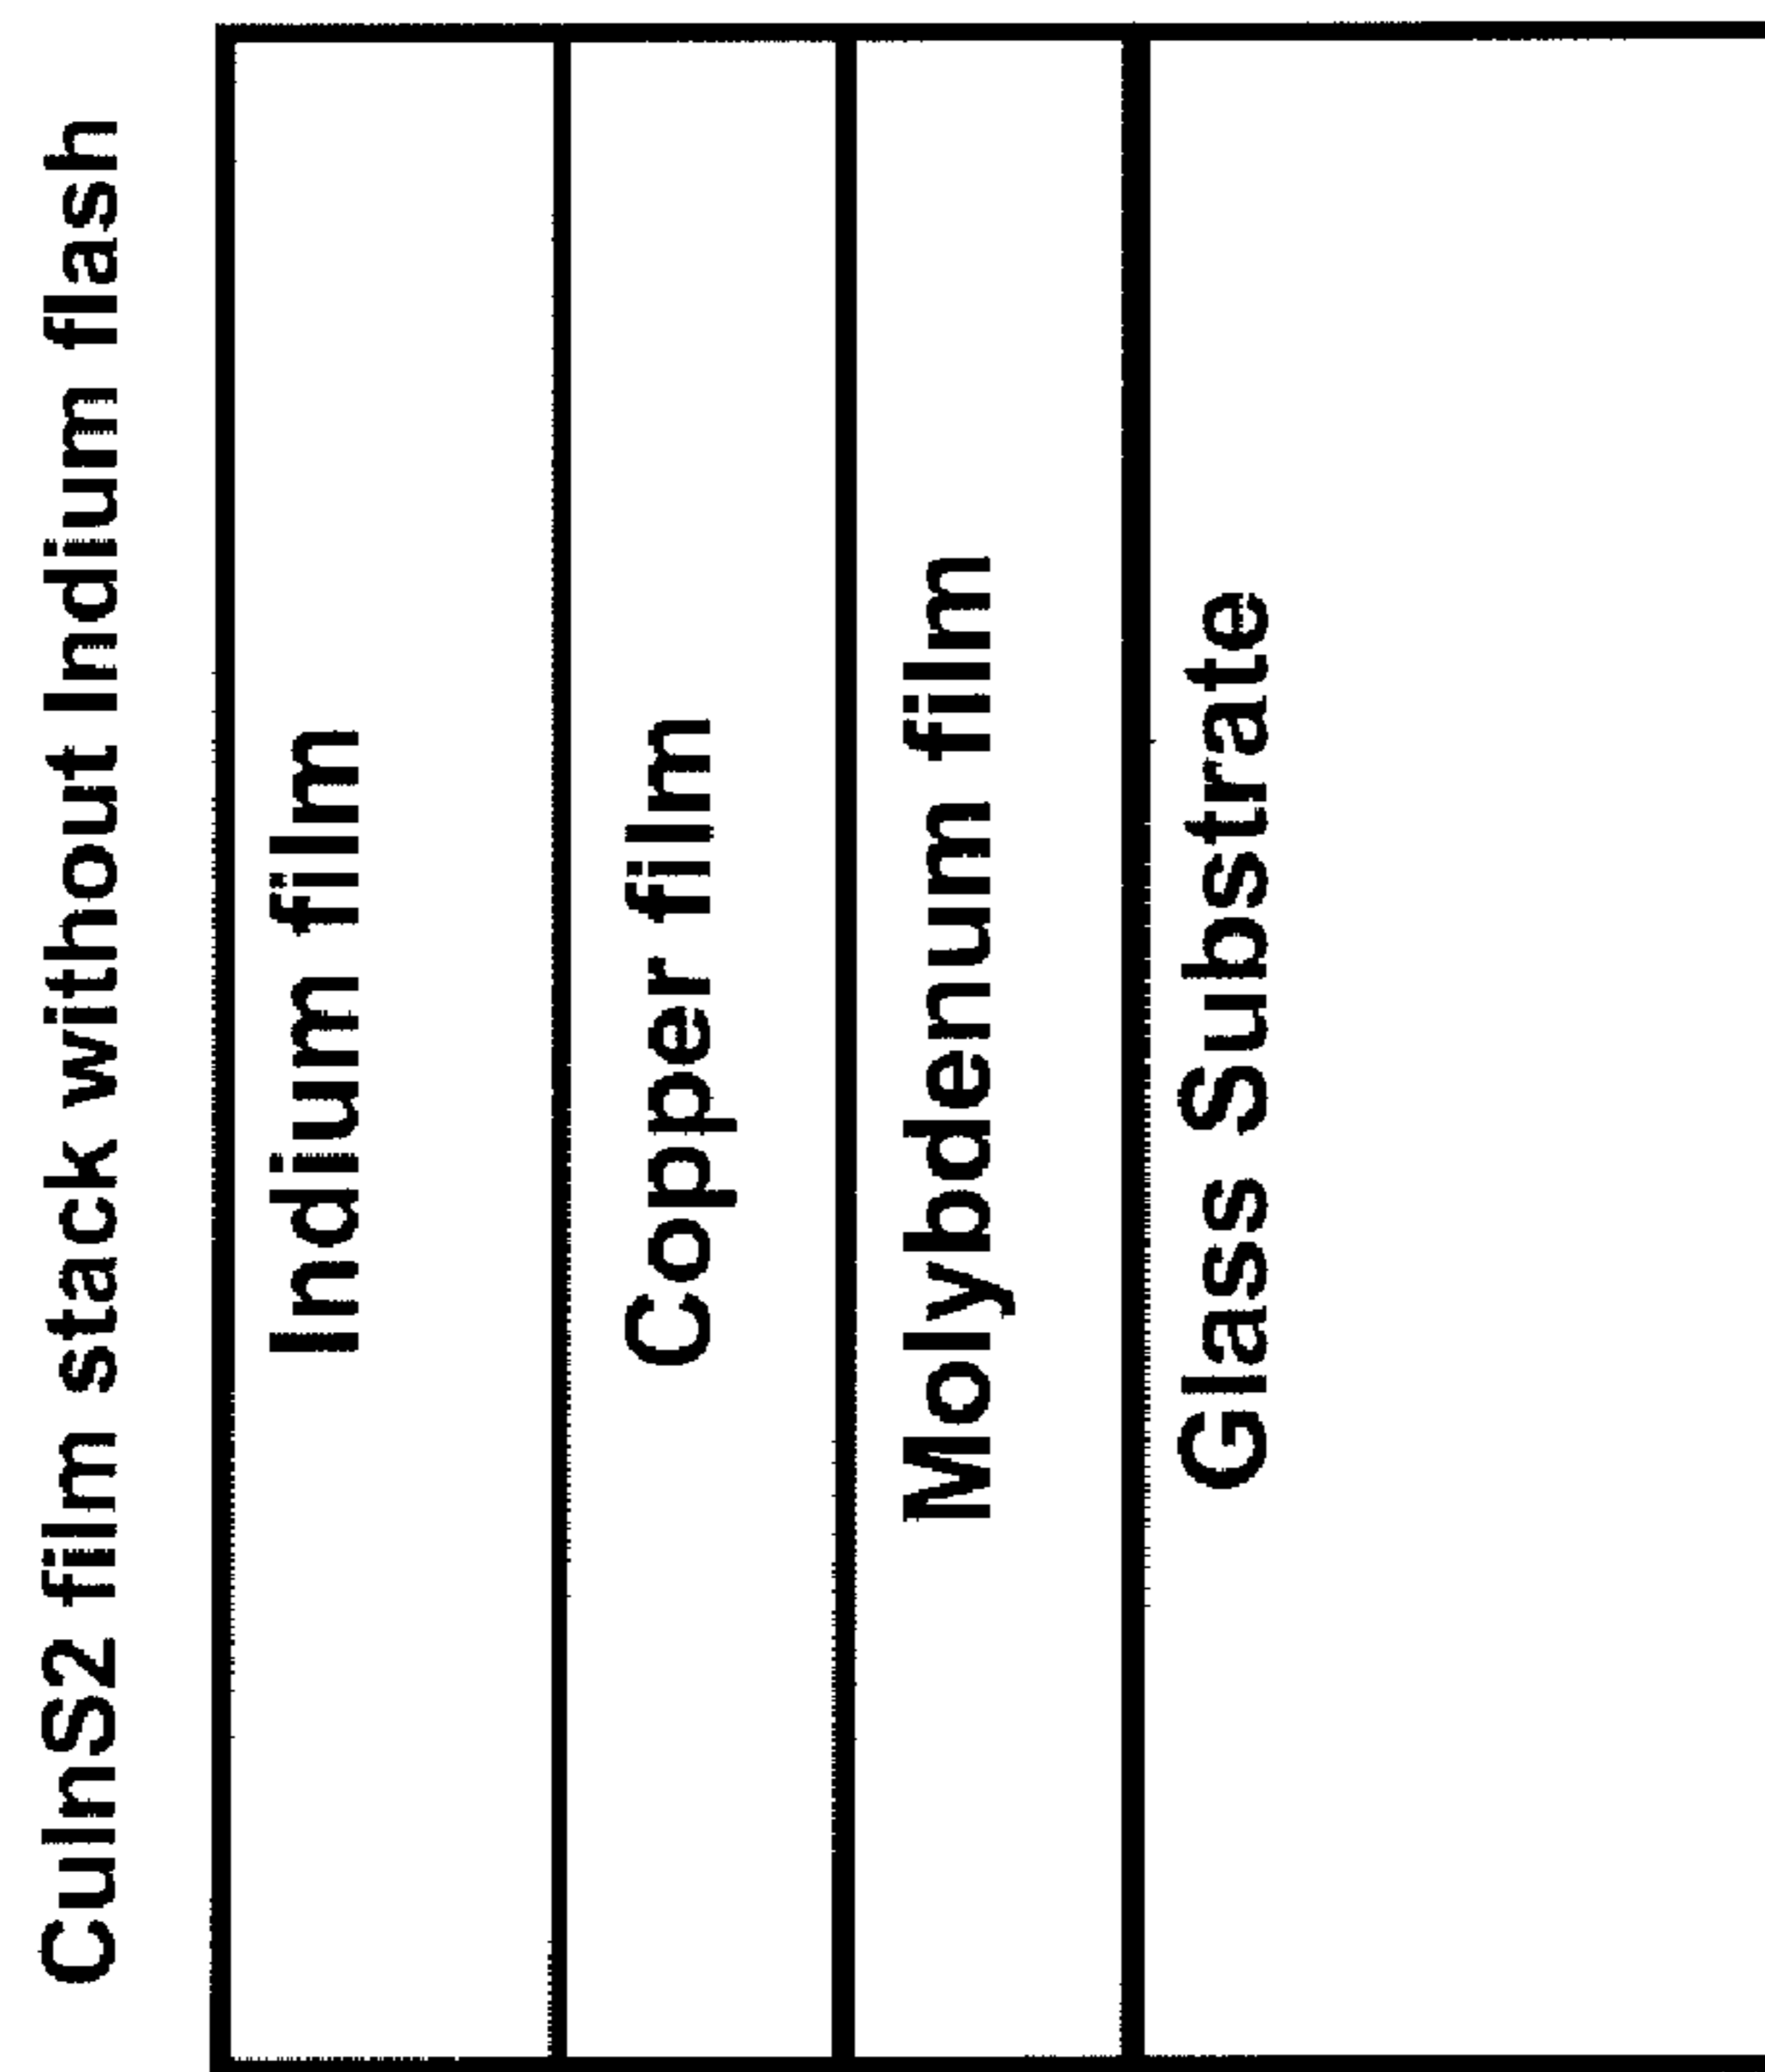 CuInS2 film stack without Indium flash
Indium film
Copper film
Molybdenum film
Glass Substrate